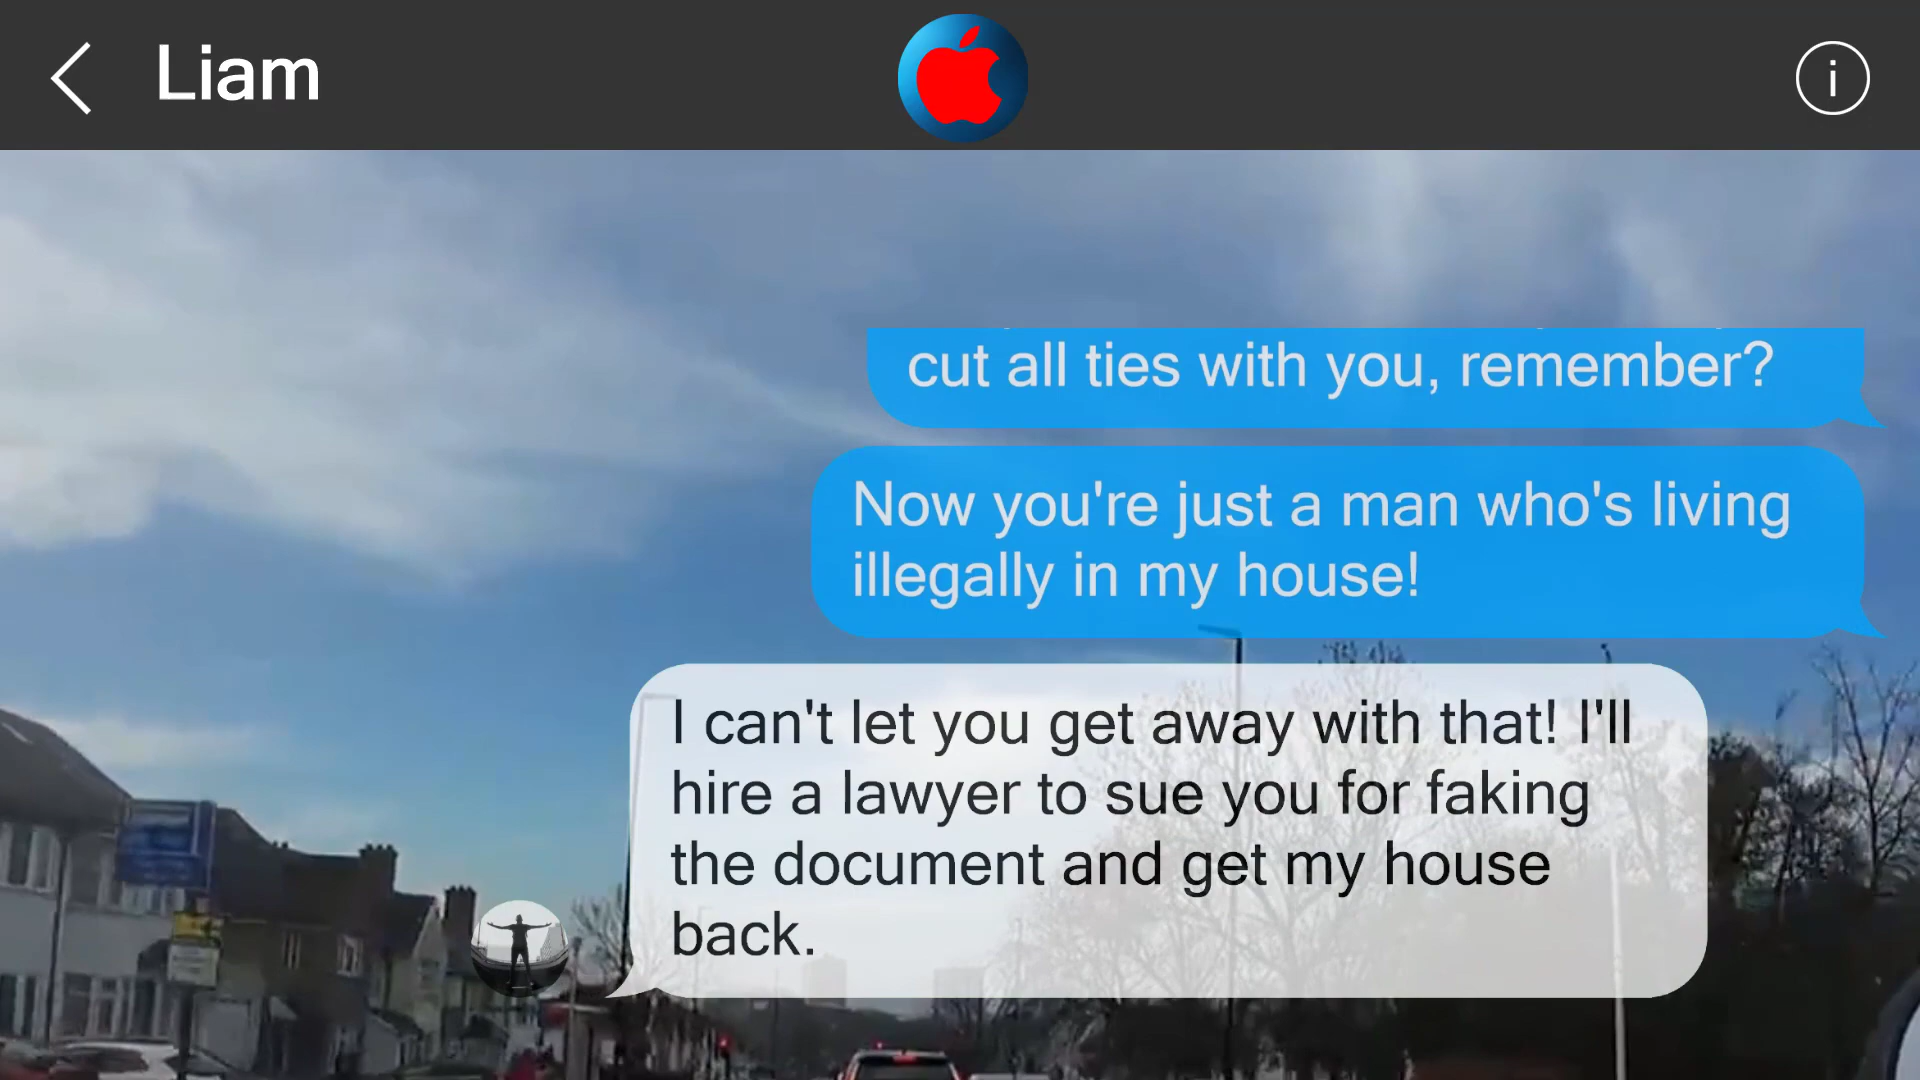 Liam
i
cut all ties with you, remember?
Now you're just a man who's living
illegally in my house!
I can't let you get away with that! I'll
hire a lawyer to sue you for faking
the document and get my house
back.